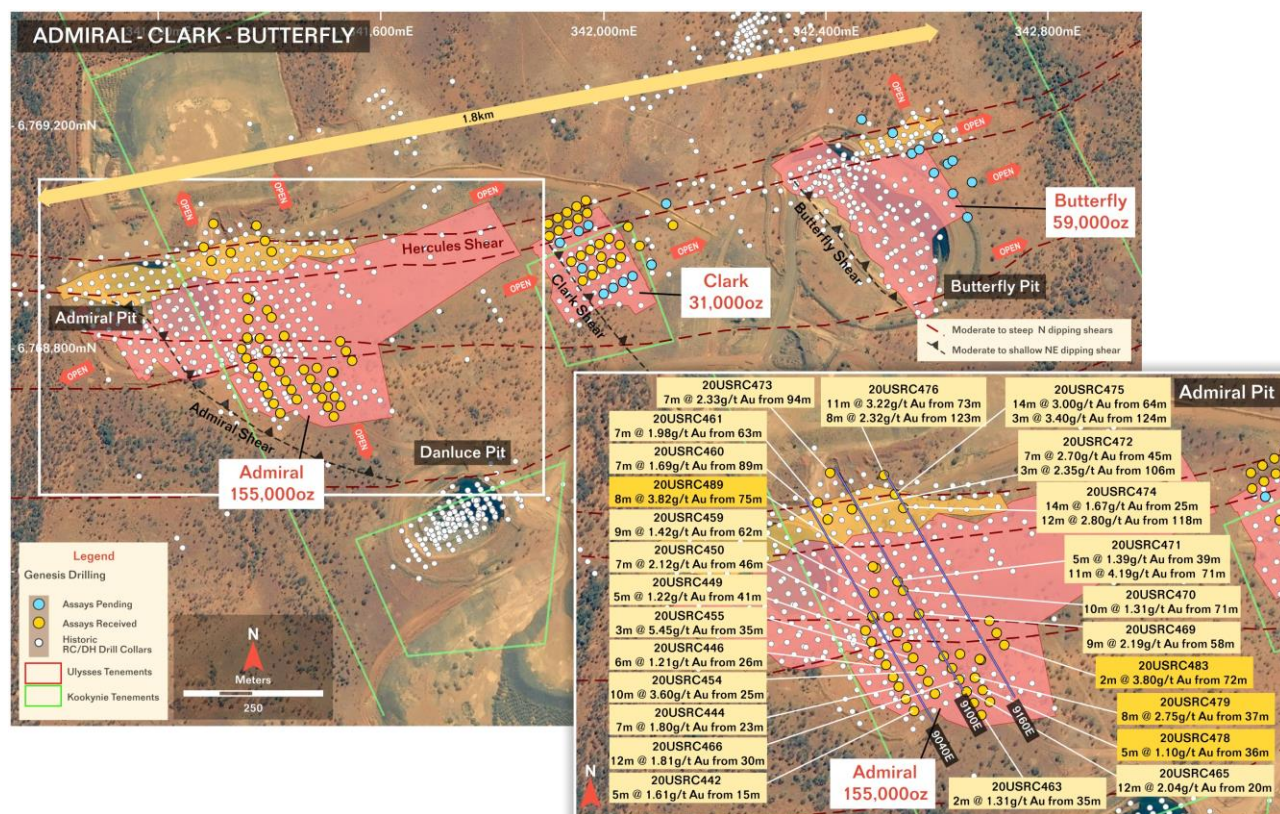 ADMIRAL - CLARK - BUTTERFLY
342,000mE
342,400mE
342,800mE
6,769,200mN
1.8km
OPEN
OPEN
OPEN
OPEN
OPEN
OPEN
OPEN
Hercules Shear
Butterfly
59,000oz
Butterfly Shear
Clark
31,000oz
Clark Shear
OPEN
Butterfly Pit
Admiral Pit
6,768,800mN
OPEN
Moderate to steep N dipping shears
Moderate to shallow NE dipping shear
Admiral Shear
OPEN
Admiral
155,000oz
Danluce Pit
Legend
Genesis Drilling
Assays Pending
Assays Received
Historic
RC/DH Drill Collars
Ulysses Tenements
Kookynie Tenements
N
Meters
250
Admiral Pit
20USRC473
7m @ 2.33g/t Au from 94m
20USRC476
11m @ 3.22g/t Au from 73m
8m @ 2.32g/t Au from 123m
20USRC475
14m @ 3.00g/t Au from 64m
3m @ 3.40g/t Au from 124m
20USRC461
7m @ 1.98g/t Au from 63m
20USRC460
7m @ 1.69g/t Au from 89m
20USRC489
8m @ 3.82g/t Au from 75m
20USRC459
9m @ 1.42g/t Au from 62m
20USRC450
7m @ 2.12g/t Au from 46m
20USRC449
5m @ 1.22g/t Au from 41m
20USRC455
3m @ 5.45g/t Au from 35m
20USRC446
6m @ 1.21g/t Au from 26m
20USRC454
10m @ 3.60g/t Au from 25m
20USRC444
7m @ 1.80g/t Au from 23m
20USRC466
12m @ 1.81g/t Au from 30m
20USRC442
5m @ 1.61g/t Au from 15m
20USRC472
7m @ 2.70g/t Au from 45m
3m @ 2.35g/t Au from 106m
20USRC474
14m @ 1.67g/t Au from 25m
12m @ 2.80g/t Au from 118m
20USRC471
5m @ 1.39g/t Au from 39m
11m @ 4.19g/t Au from 71m
20USRC470
10m @ 1.31g/t Au from 71m
20USRC469
9m @ 2.19g/t Au from 58m
20USRC483
2m @ 3.80g/t Au from 72m
20USRC479
8m @ 2.75g/t Au from 37m
20USRC478
5m @ 1.10g/t Au from 36m
20USRC465
12m @ 2.04g/t Au from 20m
20USRC463
2m @ 1.31g/t Au from 35m
9040E
9100E
9160E
Admiral
155,000oz
N